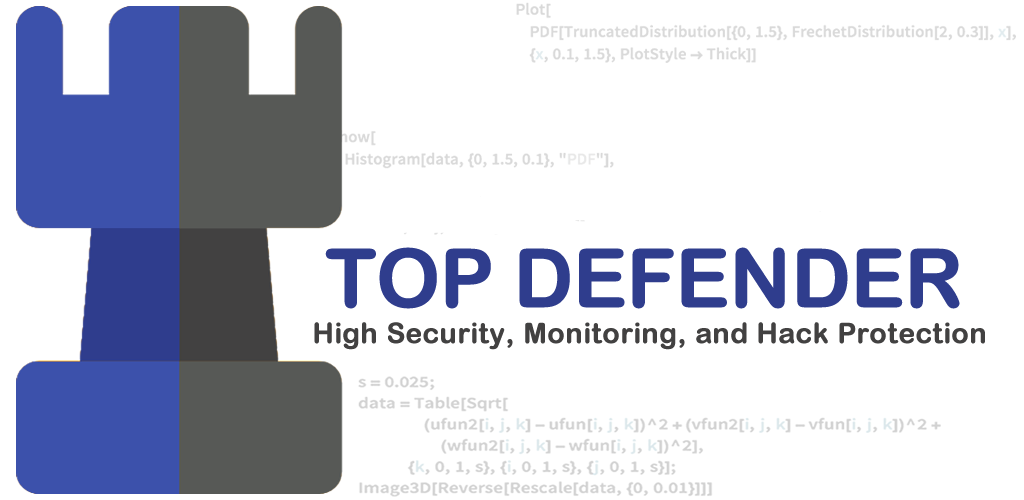 Plot[
PDF[TruncatedDistribution[{0, 1.5}, FrechetDistribution[2, 0.3]], x],
{x, 0.1, 1.5}, PlotStyle → Thick]]
how[
Histogram[data, {0, 1.5, 0.1}, "PDF"],
TOP DEFENDER
High Security, Monitoring, and Hack Protection
s = 0.025;
data = Table[Sqrt[
(ufun2[i, j, k] – ufun[i, j, k])^2 + (vfun2[i, j, k] – vfun[i, j, k])^2 +
(wfun2[i, j, k] – wfun[i, j, k])^2],
{k, 0, 1, s}, {i, 0, 1, s}, {j, 0, 1, s}];
Image3D[Reverse[Rescale[data, {0, 0.01}]]]